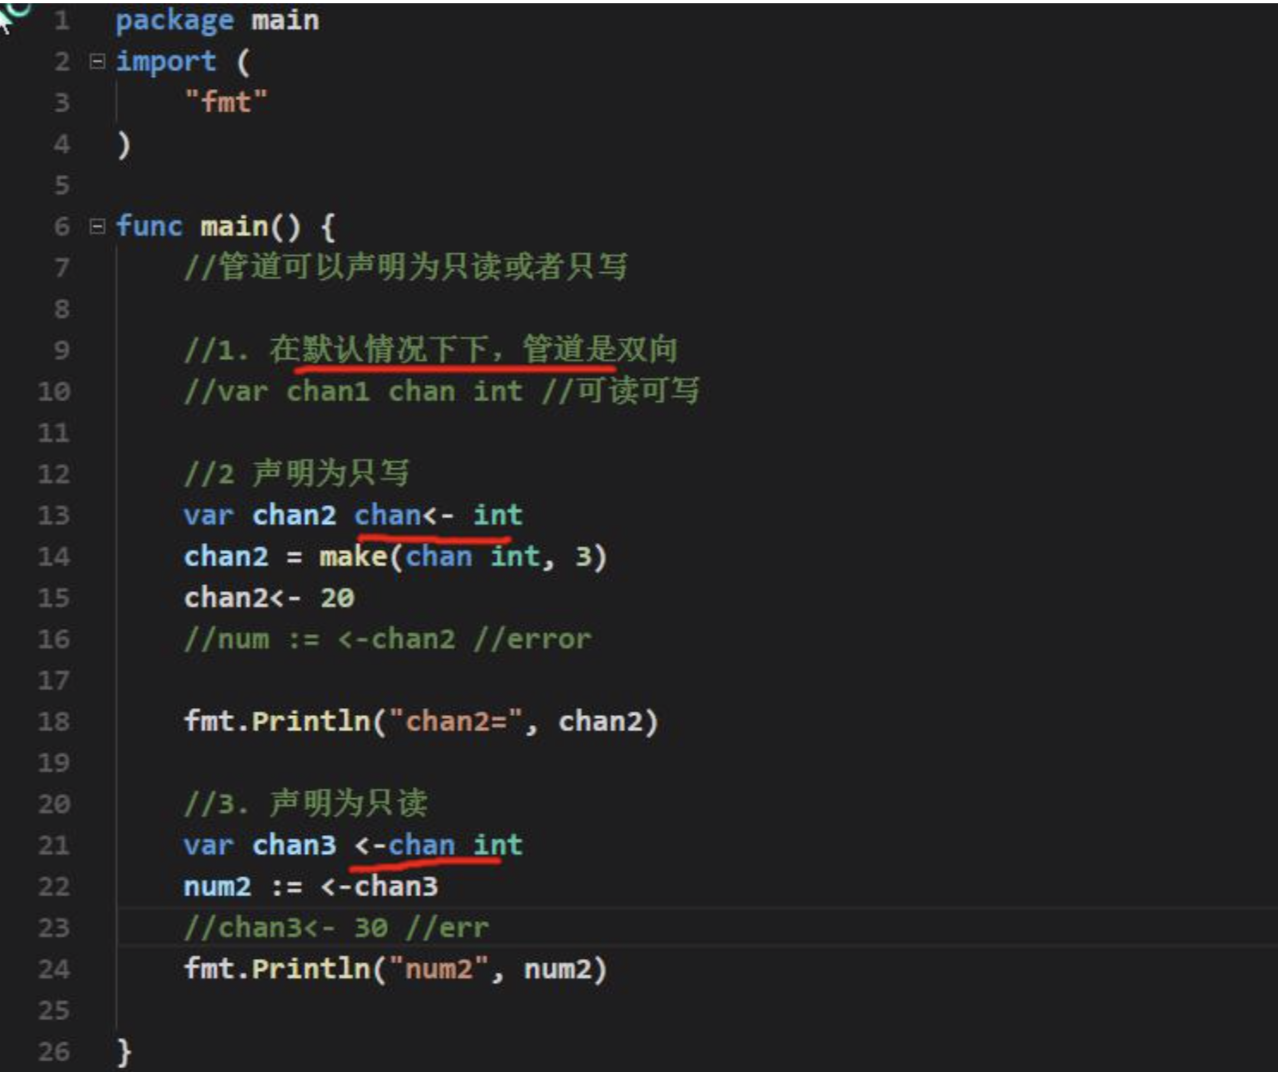 1 package main
2 import (
3 "fmt"
4 )
5
6 func main() {
7 //管道可以声明为只读或者只写
8
9 //1. 在默认情况下下，管道是双向
10 //var chan1 chan int //可读可写
11
12 //2 声明为只写
13 var chan2 chan<- int
14 chan2 = make(chan int, 3)
15 chan2<- 20
16 //num := <-chan2 //error
17
18 fmt.Println("chan2=", chan2)
19
20 //3. 声明为只读
21 var chan3 <-chan int
22 num2 := <-chan3
23 //chan3<- 30 //err
24 fmt.Println("num2", num2)
25
26 }